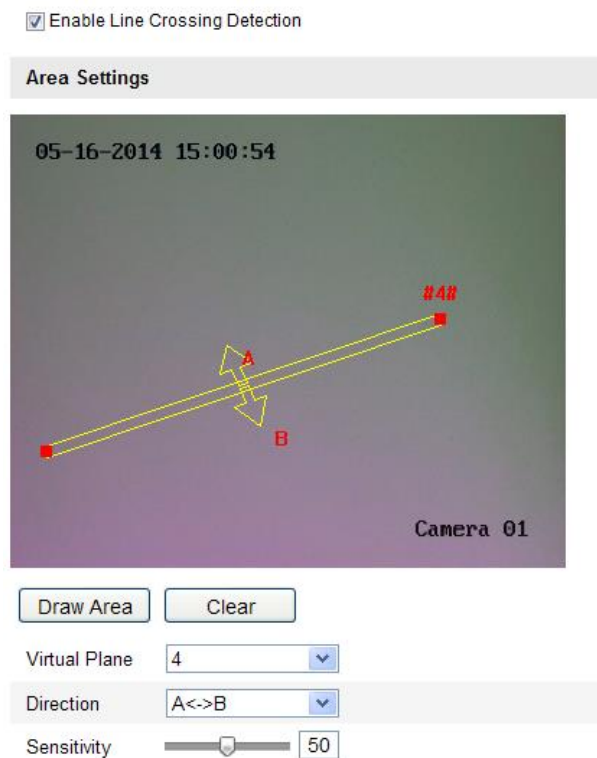 Enable Line Crossing Detection
Area Settings
05-16-2014 15:00:54
#4#
A
B
Camera 01
Draw Area Clear
Virtual Plane 4
Direction A<->B
Sensitivity 50